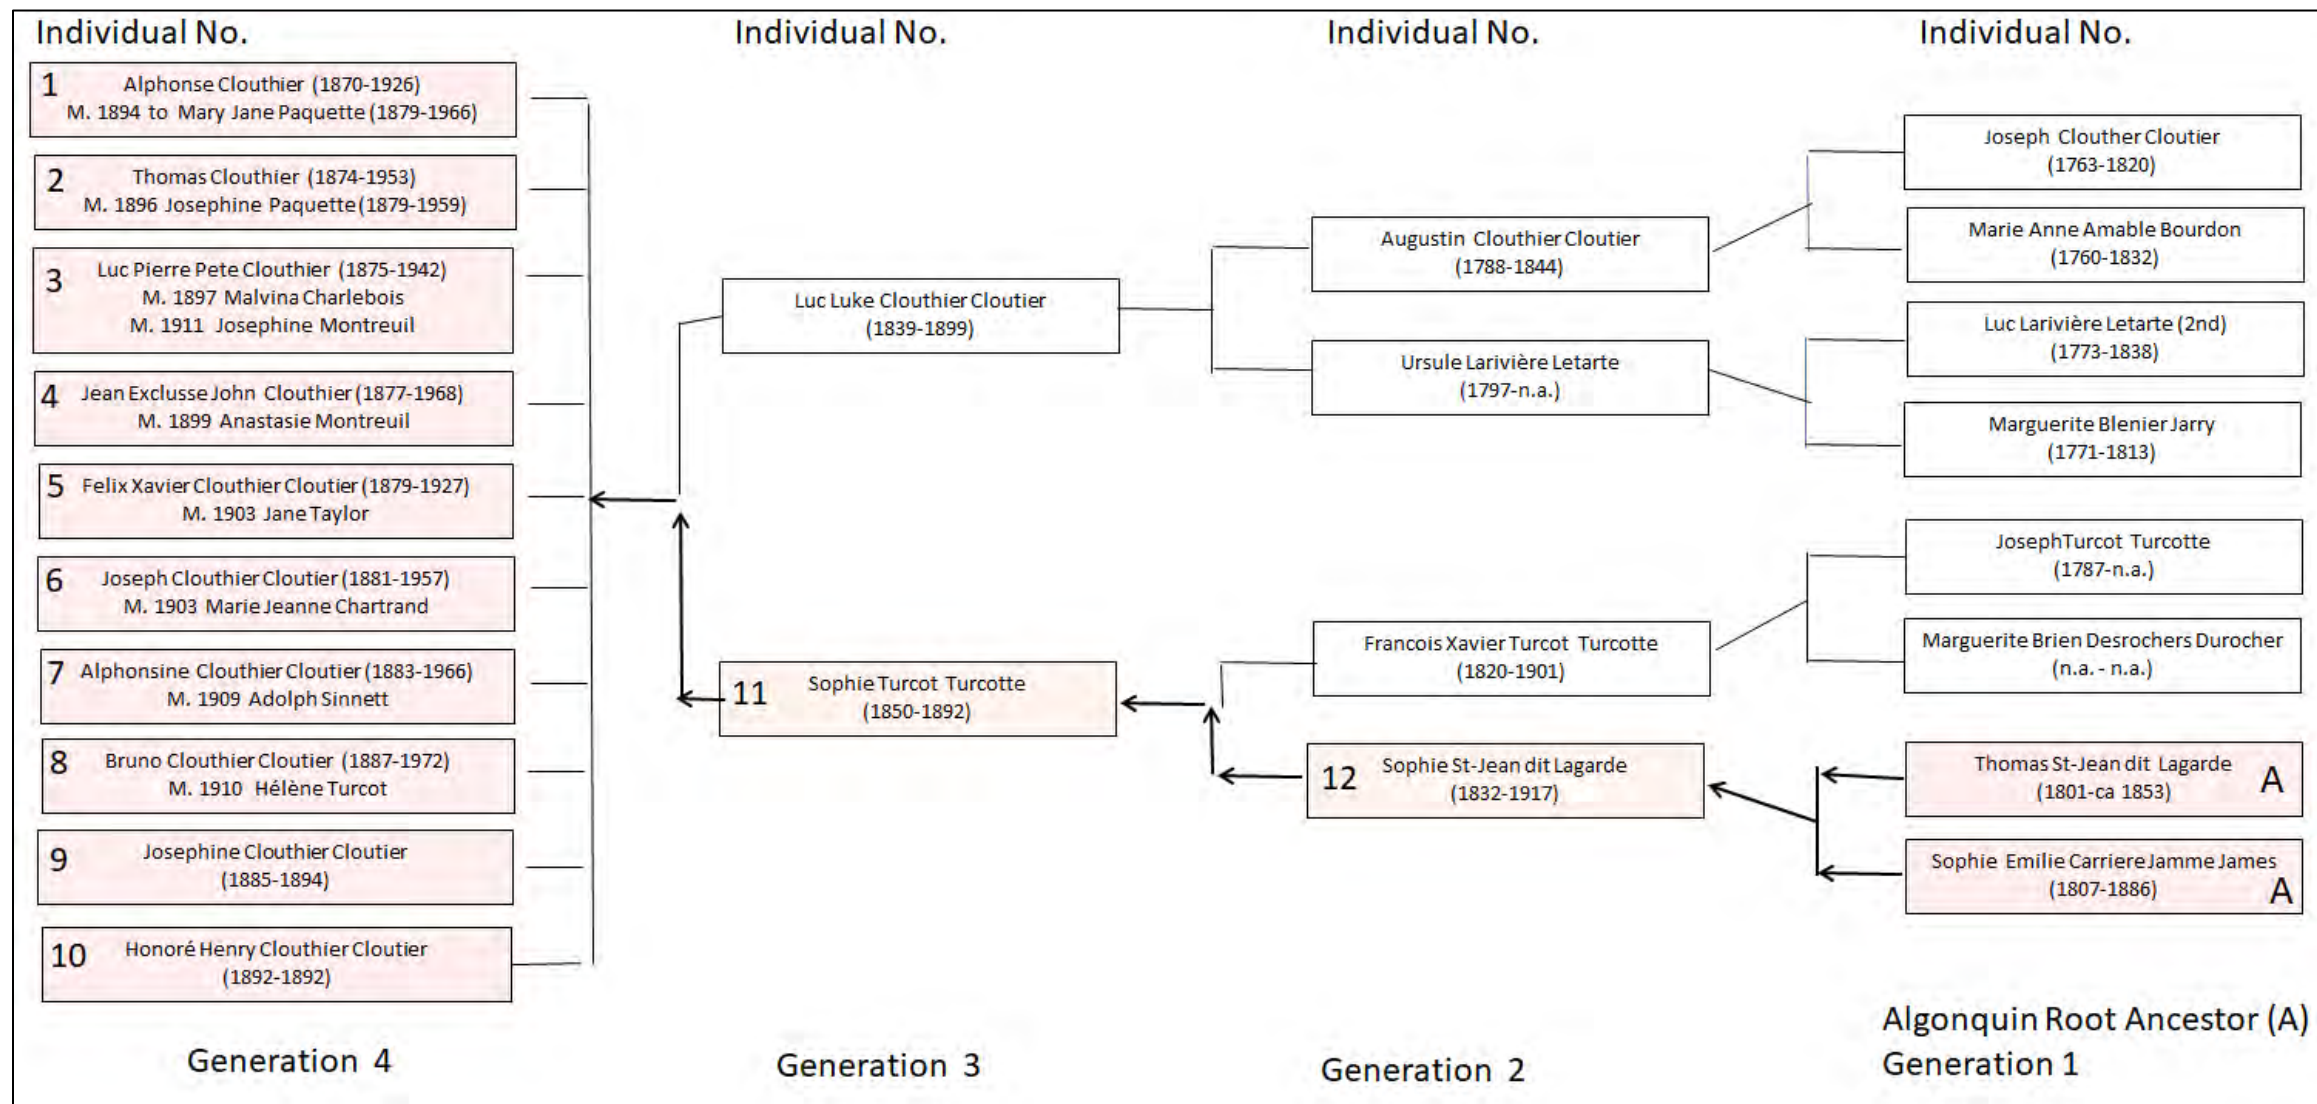 Individual No.
1
Alphonse Clouthier (1870-1926)
M. 1894 to Mary Jane Paquette (1879-1966)
2
Thomas Clouthier (1874-1953)
M. 1896 Josephine Paquette (1879-1959)
3
Luc Pierre Pete Clouthier (1875-1942)
M. 1897 Malvina Charlebois
M. 1911 Josephine Montreuil
4
Jean Exclusse John Clouthier (1877-1968)
M. 1899 Anastasie Montreuil
5
Felix Xavier Clouthier Cloutier (1879-1927)
M. 1903 Jane Taylor
6
Joseph Clouthier Cloutier (1881-1957)
M. 1903 Marie Jeanne Chartrand
7
Alphonsine Clouthier Cloutier (1883-1966)
M. 1909 Adolph Sinnett
8
Bruno Clouthier Cloutier (1887-1972)
M. 1910 Hélène Turcot
9
Josephine Clouthier Cloutier
(1885-1894)
10
Honoré Henry Clouthier Cloutier
(1892-1892)
Generation 4
Individual No.
Luc Luke Clouthier Cloutier
(1839-1899)
11
Sophie Turcot Turcotte
(1850-1892)
Generation 3
Individual No.
Augustin Clouthier Cloutier
(1788-1844)
Ursule Larivière Letarte
(1797-n.a.)
Francois Xavier Turcot Turcotte
(1820-1901)
12
Sophie St-Jean dit Lagarde
(1832-1917)
Generation 2
Individual No.
Joseph Clouther Cloutier
(1763-1820)
Marie Anne Amable Bourdon
(1760-1832)
Luc Larivière Letarte (2nd)
(1773-1838)
Marguerite Blenier Jarry
(1771-1813)
JosephTurcot Turcotte
(1787-n.a.)
Marguerite Brien Desrochers Durocher
(n.a. - n.a.)
Thomas St-Jean dit Lagarde
(1801-ca 1853)
A
Sophie Emilie Carriere Jamme James
(1807-1886)
A
Algonquin Root Ancestor (A)
Generation 1